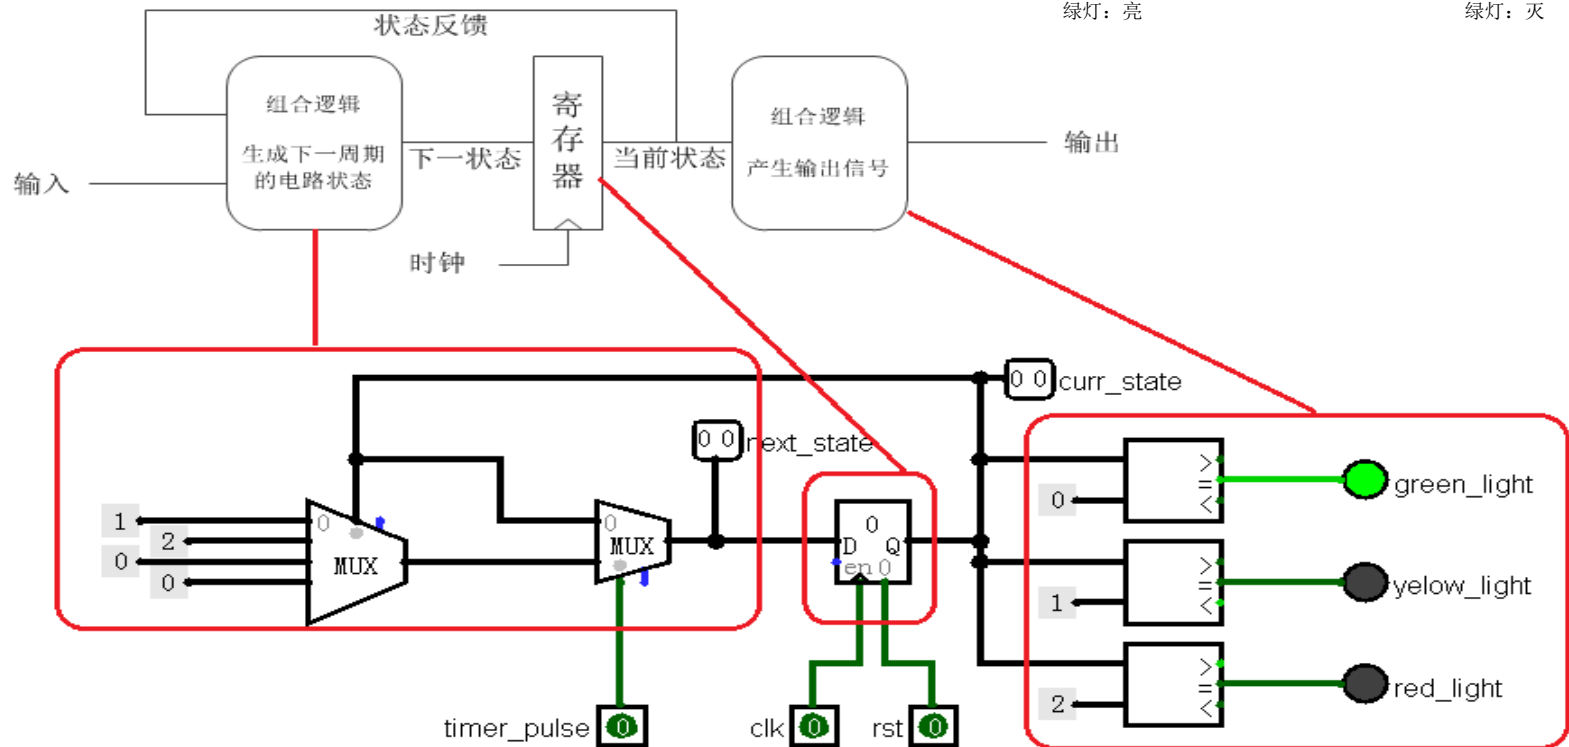 绿灯：亮
绿灯：灭
状态反馈
组合逻辑
生成下一周期
的电路状态
输入
下一状态
寄
存
器
时钟
当前状态
组合逻辑
产生输出信号
输出
0 0 curr_state
0 0 next_state
1
2
0
0
0
MUX
0
MUX
0
D Q
en 0
>
=
<
0
green_light
>
=
<
1
yelow_light
>
=
<
2
red_light
timer_pulse 0
clk 0
rst 0